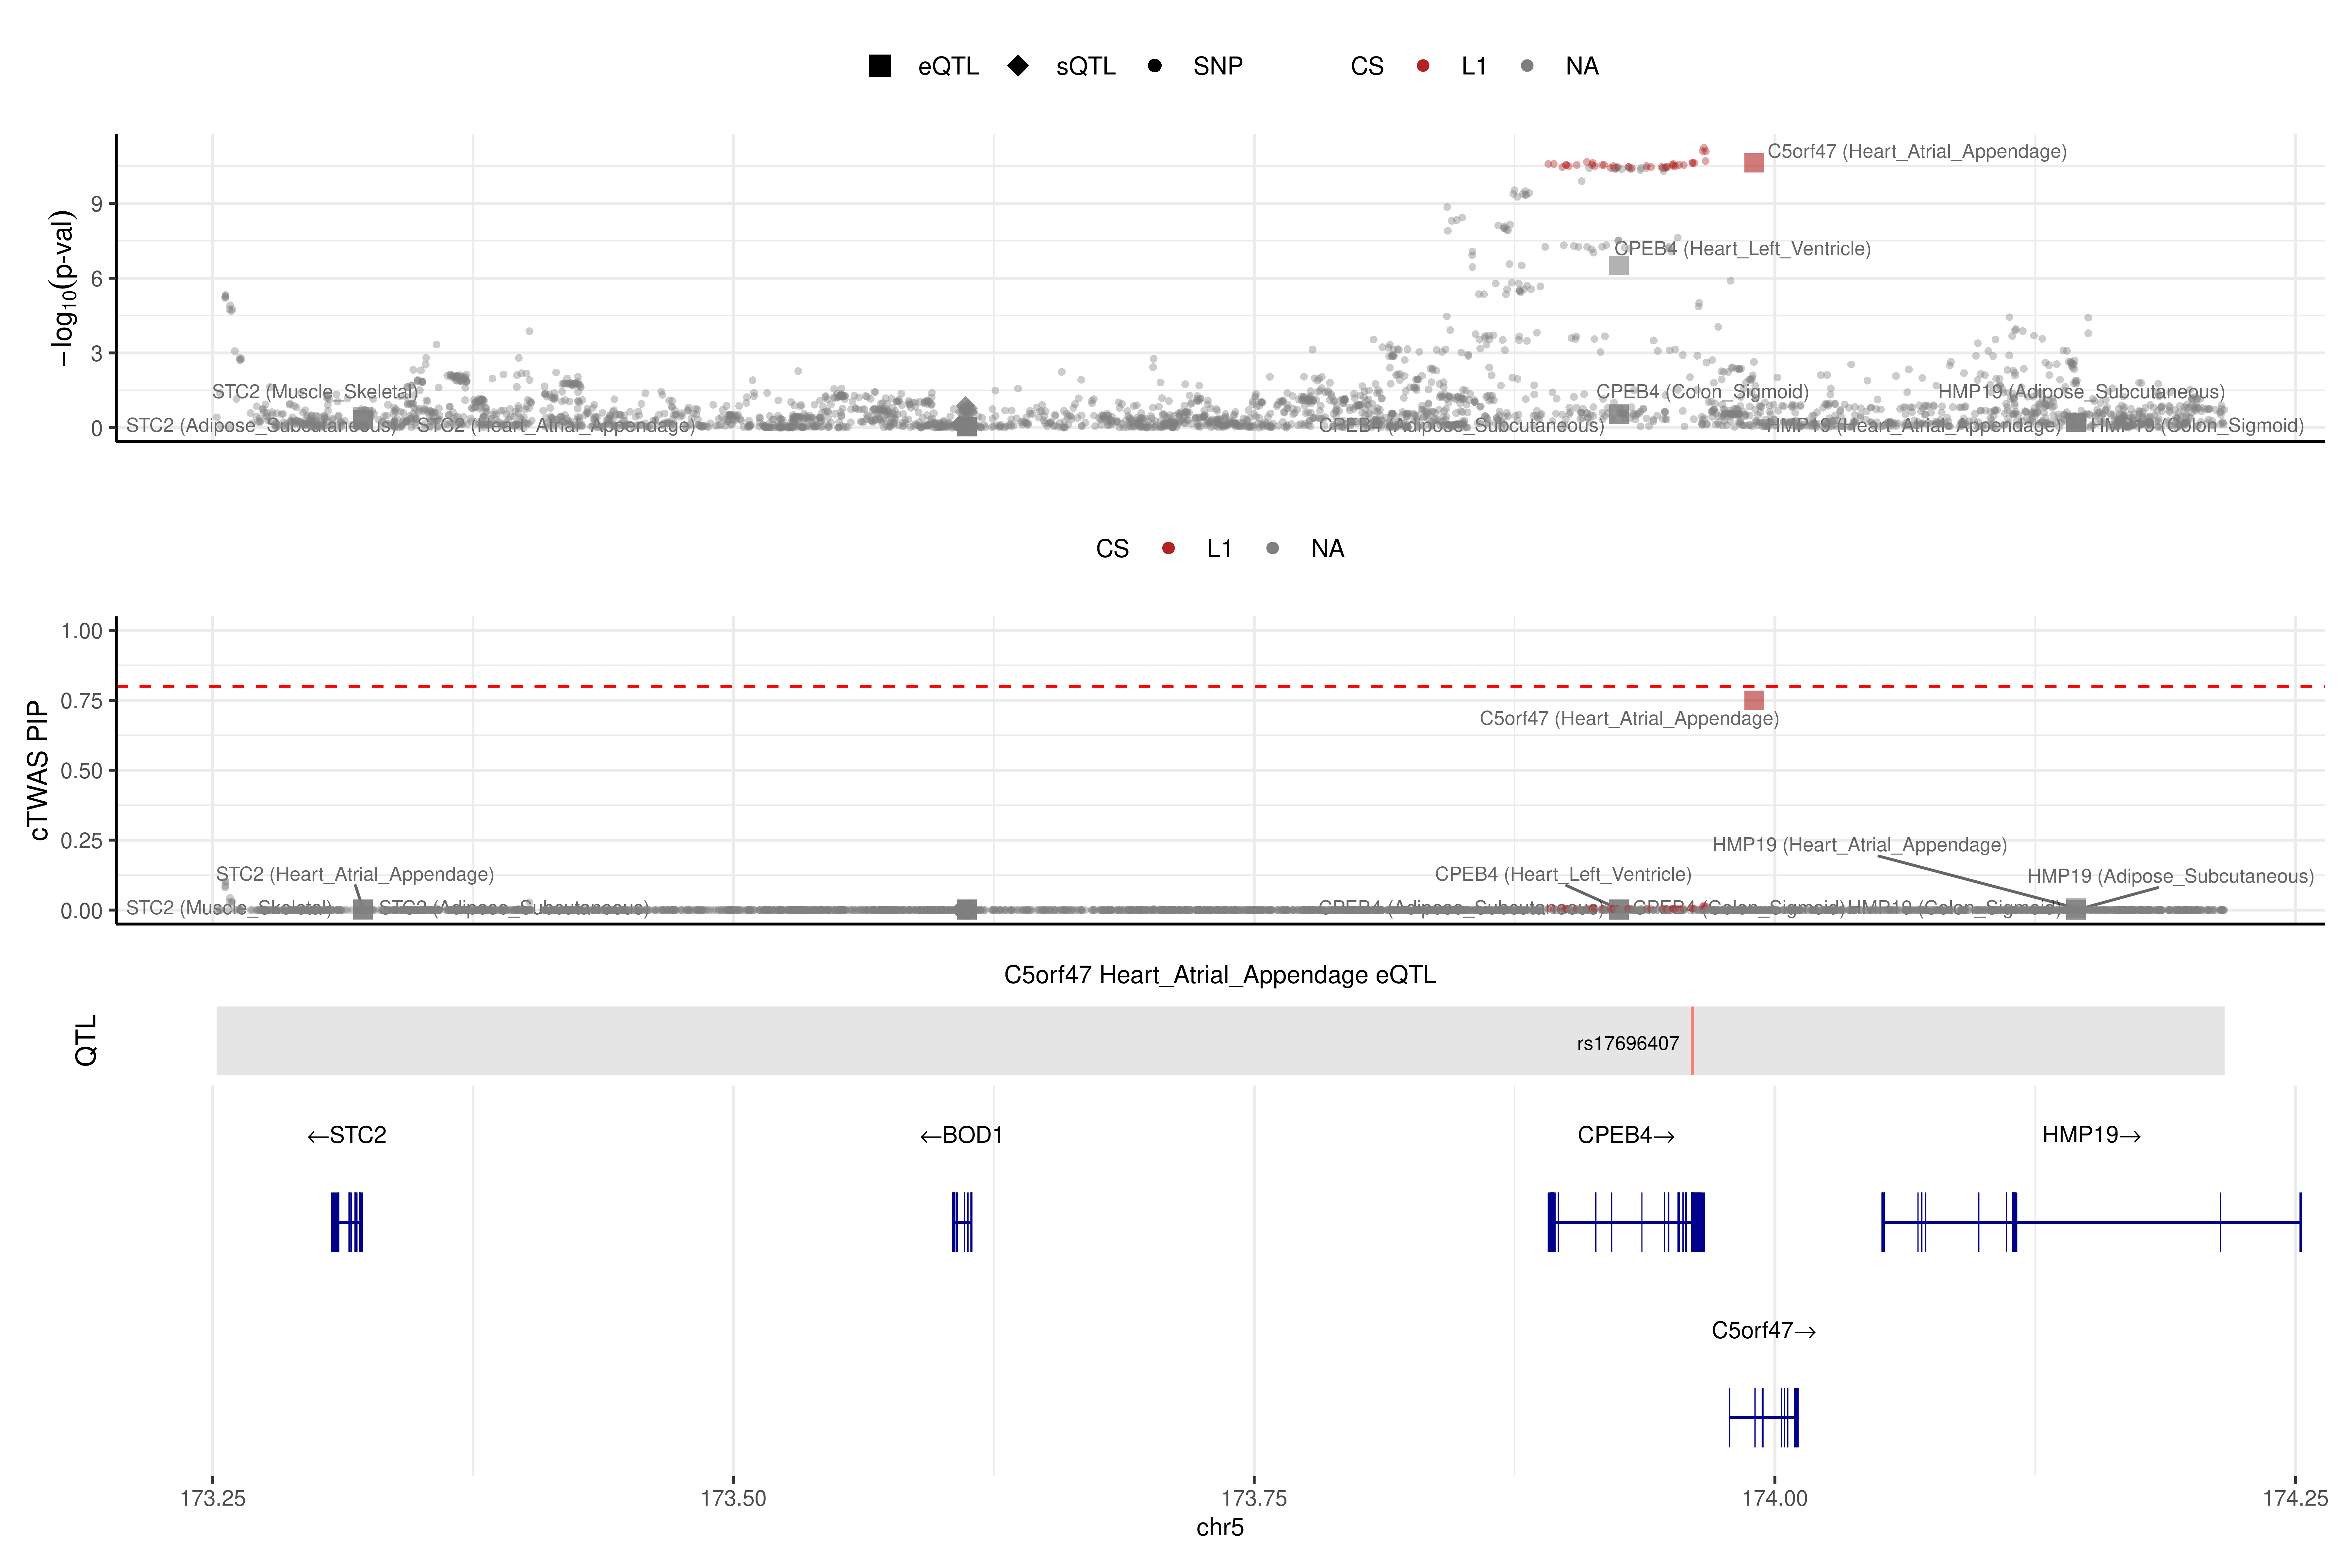 eQTL sQTL SNP CS L1 NA
−log10(p-val)
9
6
3
0
C5orf47 (Heart_Atrial_Appendage)
CPEB4 (Heart_Left_Ventricle)
STC2 (Muscle_Skeletal)
CPEB4 (Colon_Sigmoid)
HMP19 (Adipose_Subcutaneous)
STC2 (Adipose_Subcutaneous)
STC2 (Heart_Atrial_Appendage)
CPEB4 (Adipose_Subcutaneous)
HMP19 (Heart_Atrial_Appendage)
HMP19 (Colon_Sigmoid)
CS L1 NA
cTWAS PIP
1.00
0.75
0.50
0.25
0.00
C5orf47 (Heart_Atrial_Appendage)
HMP19 (Heart_Atrial_Appendage)
STC2 (Heart_Atrial_Appendage)
CPEB4 (Heart_Left_Ventricle)
HMP19 (Adipose_Subcutaneous)
STC2 (Muscle_Skeletal)
STC2 (Adipose_Subcutaneous)
CPEB4 (Adipose_Subcutaneous)
CPEB4 (Colon_Sigmoid)
HMP19 (Colon_Sigmoid)
C5orf47 Heart_Atrial_Appendage eQTL
QTL
rs17696407
←STC2
←BOD1
CPEB4→
HMP19→
C5orf47→
173.25
173.50
173.75
174.00
174.25
chr5